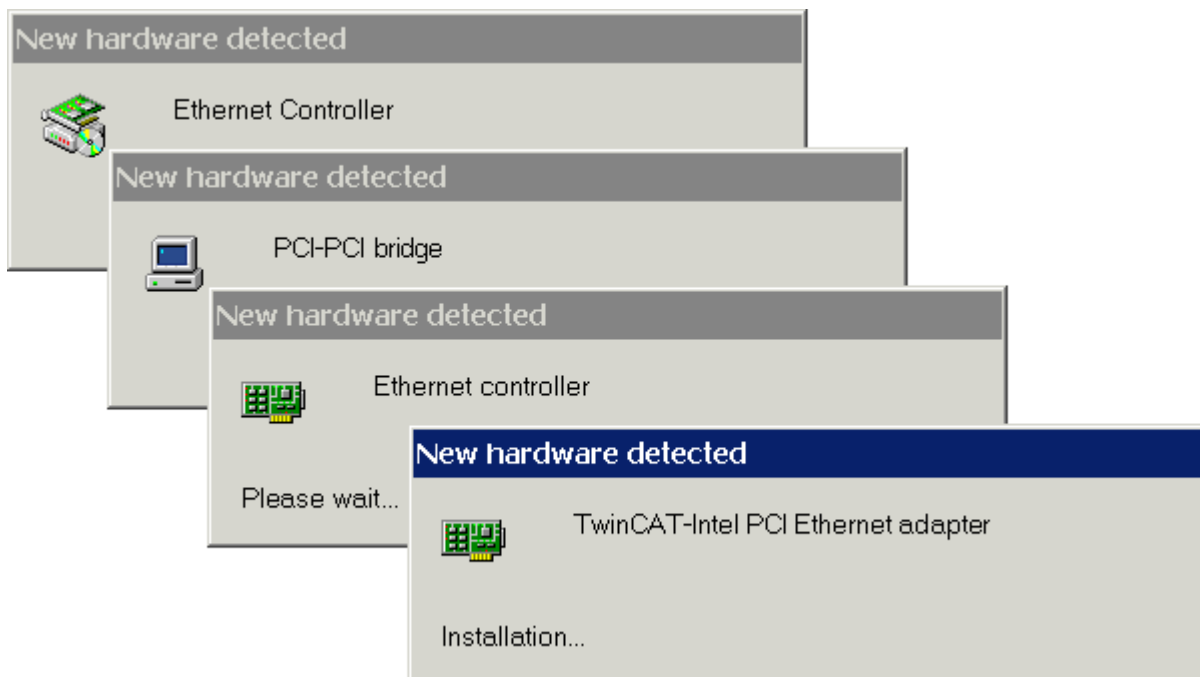 New hardware detected
Ethernet Controller
New hardware detected
PCI-PCI bridge
New hardware detected
Ethernet controller
Please wait...
New hardware detected
TwinCAT-Intel PCI Ethernet adapter
Installation...